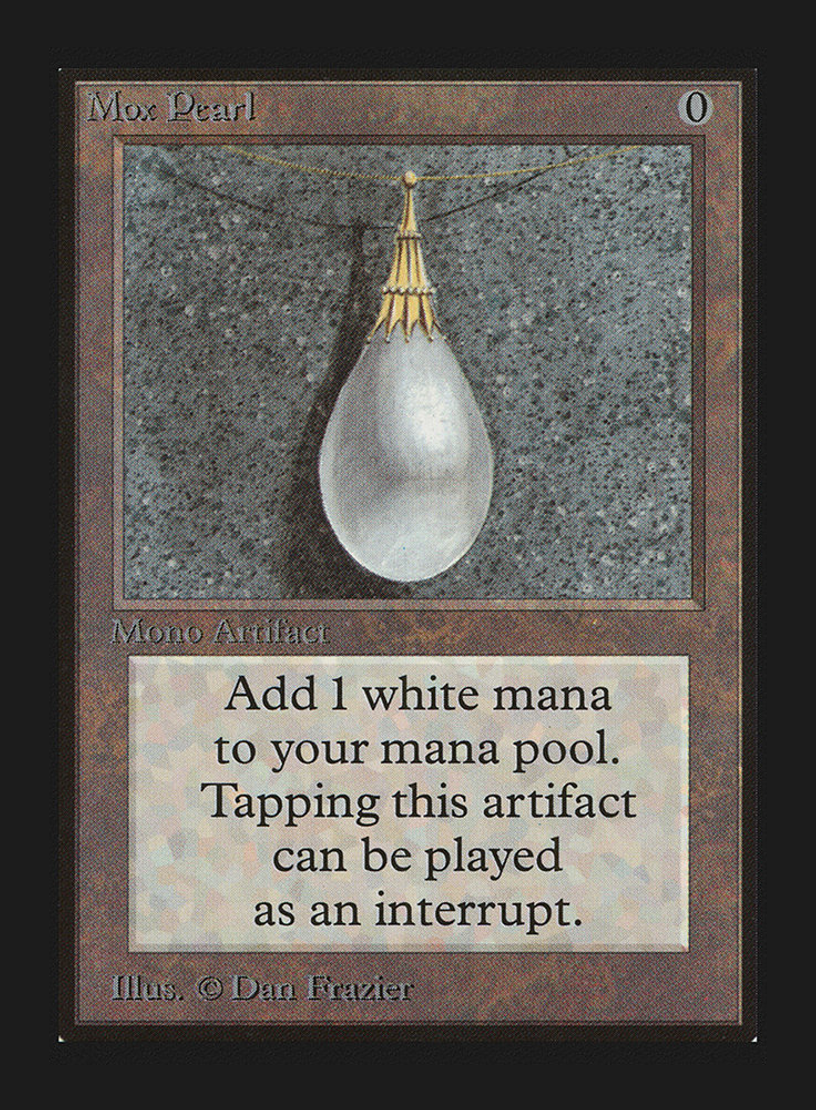 Mox Pearl 0
Mono Artifact
Add 1 white mana
to your mana pool.
Tapping this artifact
can be played
as an interrupt.
Illus. © Dan Frazier